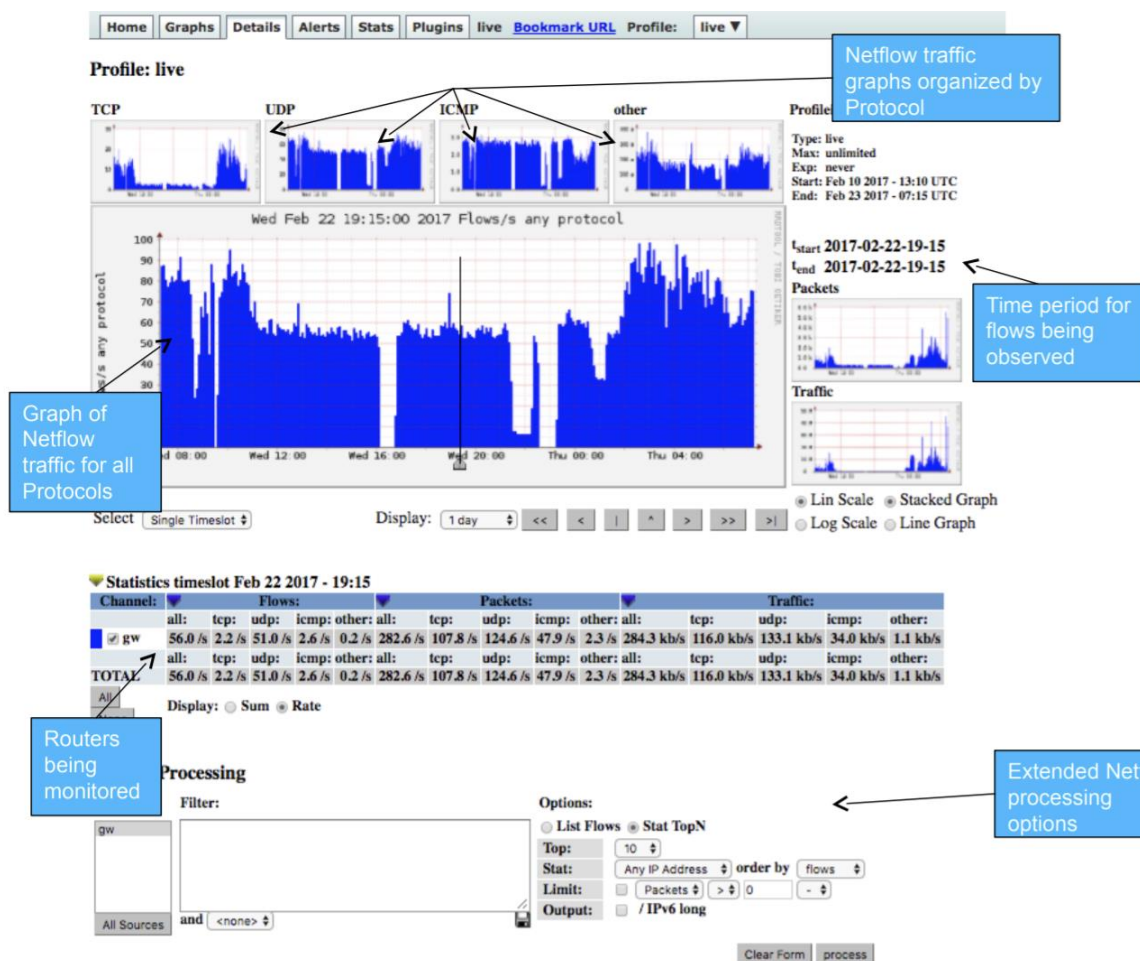 Home Graphs Details Alerts Stats Plugins live Bookmark URL Profile: live ▼
Netflow traffic
graphs organized by
Protocol
Profile: live
TCP UDP ICMP other
Type: live
Max: unlimited
Exp: never
Start: Feb 10 2017 - 13:10 UTC
End: Feb 23 2017 - 07:15 UTC
Wed Feb 22 19:15:00 2017 Flows/s any protocol
100
90
80
70
60
50
40
30
any protocol
Wed 12:00 Wed 16:00 Wed 20:00 Thu 00:00 Thu 04:00
tstart 2017-02-22-19-15
tend 2017-02-22-19-15
Packets
Traffic
Time period for
flows being
observed
Graph of
Netflow
traffic for all
Protocols
Lin Scale Stacked Graph
Log Scale Line Graph
Select Single Timeslot Display: 1 day << < | ^ > >> >|
Statistics timeslot Feb 22 2017 - 19:15
Channel: Flows: Packets: Traffic:
all: tcp: udp: icmp: other: all: tcp: udp: icmp: other: all: tcp: udp: icmp: other:
gw 56.0 /s 2.2 /s 51.0 /s 2.6 /s 0.2 /s 282.6 /s 107.8 /s 124.6 /s 47.9 /s 2.3 /s 284.3 kb/s 116.0 kb/s 133.1 kb/s 34.0 kb/s 1.1 kb/s
all: tcp: udp: icmp: other: all: tcp: udp: icmp: other: all: tcp: udp: icmp: other:
TOTAL 56.0 /s 2.2 /s 51.0 /s 2.6 /s 0.2 /s 282.6 /s 107.8 /s 124.6 /s 47.9 /s 2.3 /s 284.3 kb/s 116.0 kb/s 133.1 kb/s 34.0 kb/s 1.1 kb/s
All
Display: Sum Rate
Routers
being
monitored
Processing
Extended Net
processing
options
Filter:
gw
All Sources
and <none>
Options:
List Flows Stat TopN
Top: 10
Stat: Any IP Address order by flows
Limit: Packets > 0 -
Output: / IPv6 long
Clear Form process